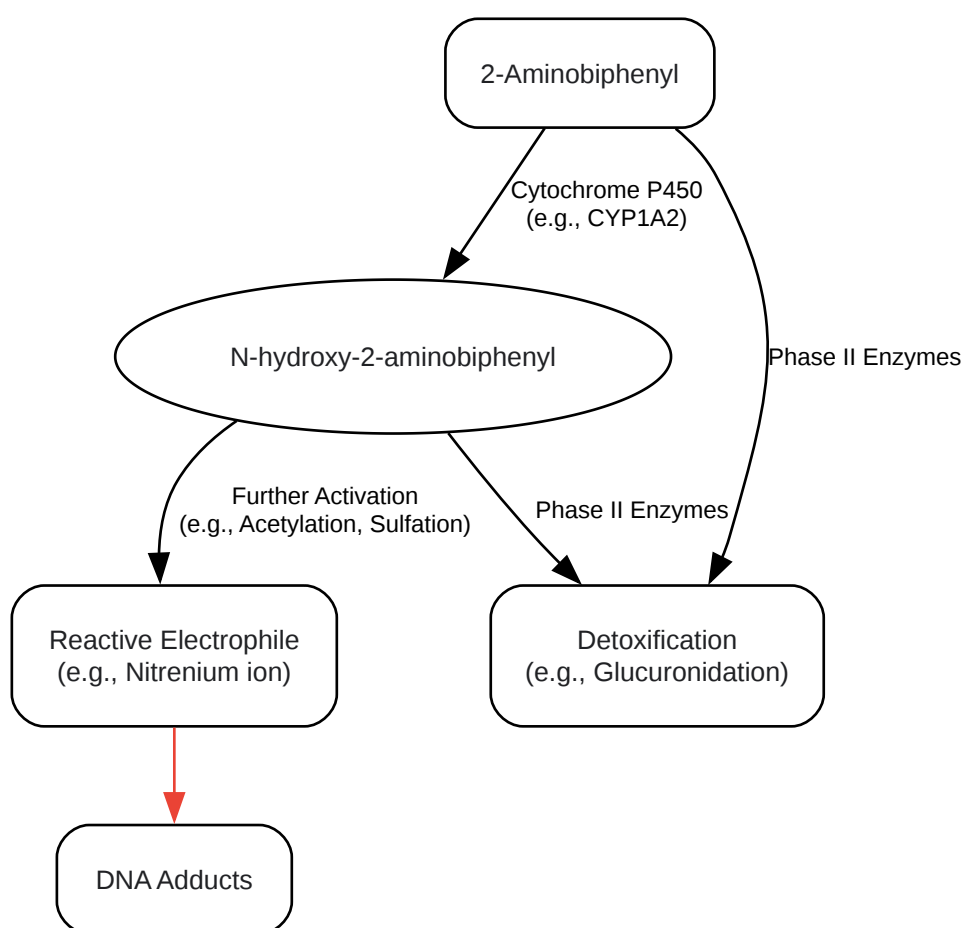 2-Aminobiphenyl
Cytochrome P450
(e.g., CYP1A2)
N-hydroxy-2-aminobiphenyl
Phase II Enzymes
Further Activation
(e.g., Acetylation, Sulfation)
Phase II Enzymes
Reactive Electrophile
(e.g., Nitrenium ion)
Detoxification
(e.g., Glucuronidation)
DNA Adducts